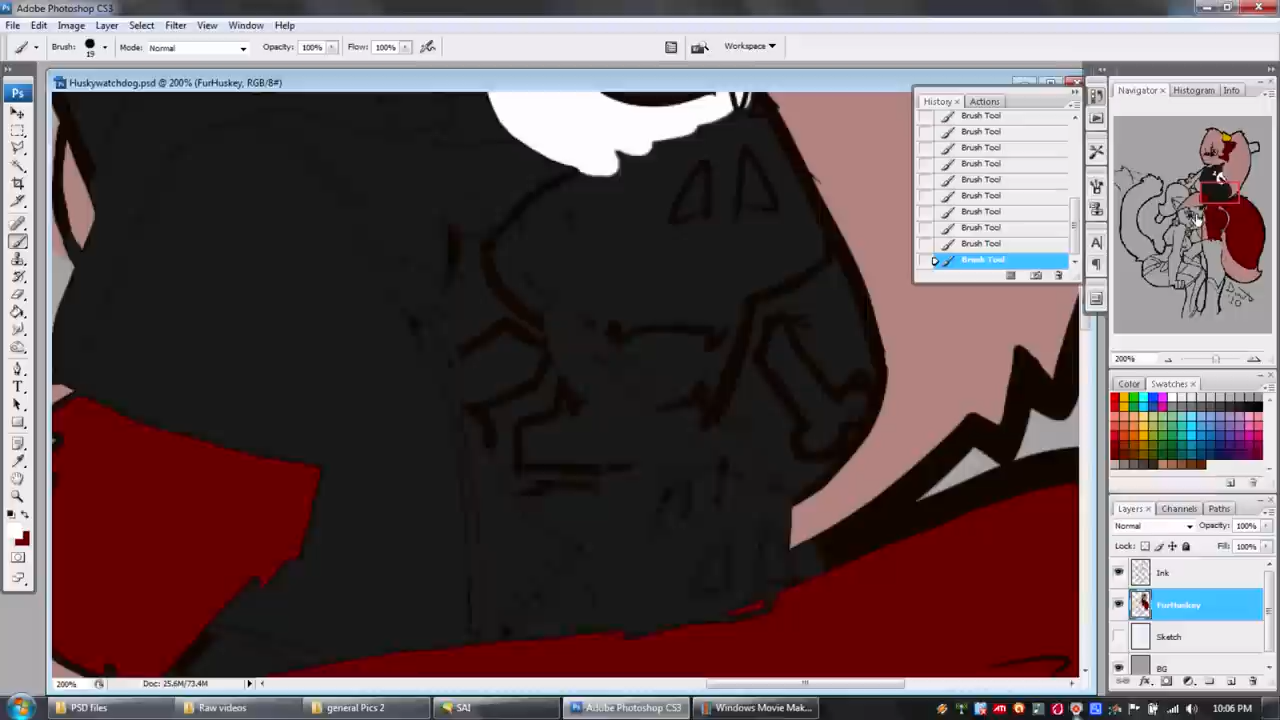 Adobe Photoshop CS3
File Edit Image Layer Select Filter View Window Help
Brush: 19 Mode: Normal Opacity: 100% Flow: 100% Workspace
Huskywatchdog.psd @ 200% (FurHuskey, RGB/8#)
Ps
History Actions
Brush Tool
Brush Tool
Brush Tool
Brush Tool
Brush Tool
Brush Tool
Brush Tool
Brush Tool
Brush Tool
Brush Tool
Navigator Histogram Info
200%
Color Swatches
Layers Channels Paths
Normal Opacity: 100%
Lock: Fill: 100%
Ink
FurHuskey
Sketch
BG
200% Doc: 25.6M/73.4M
PSD files Raw videos general Pics 2 SAI Adobe Photoshop CS3 Windows Movie Mak... 10:06 PM